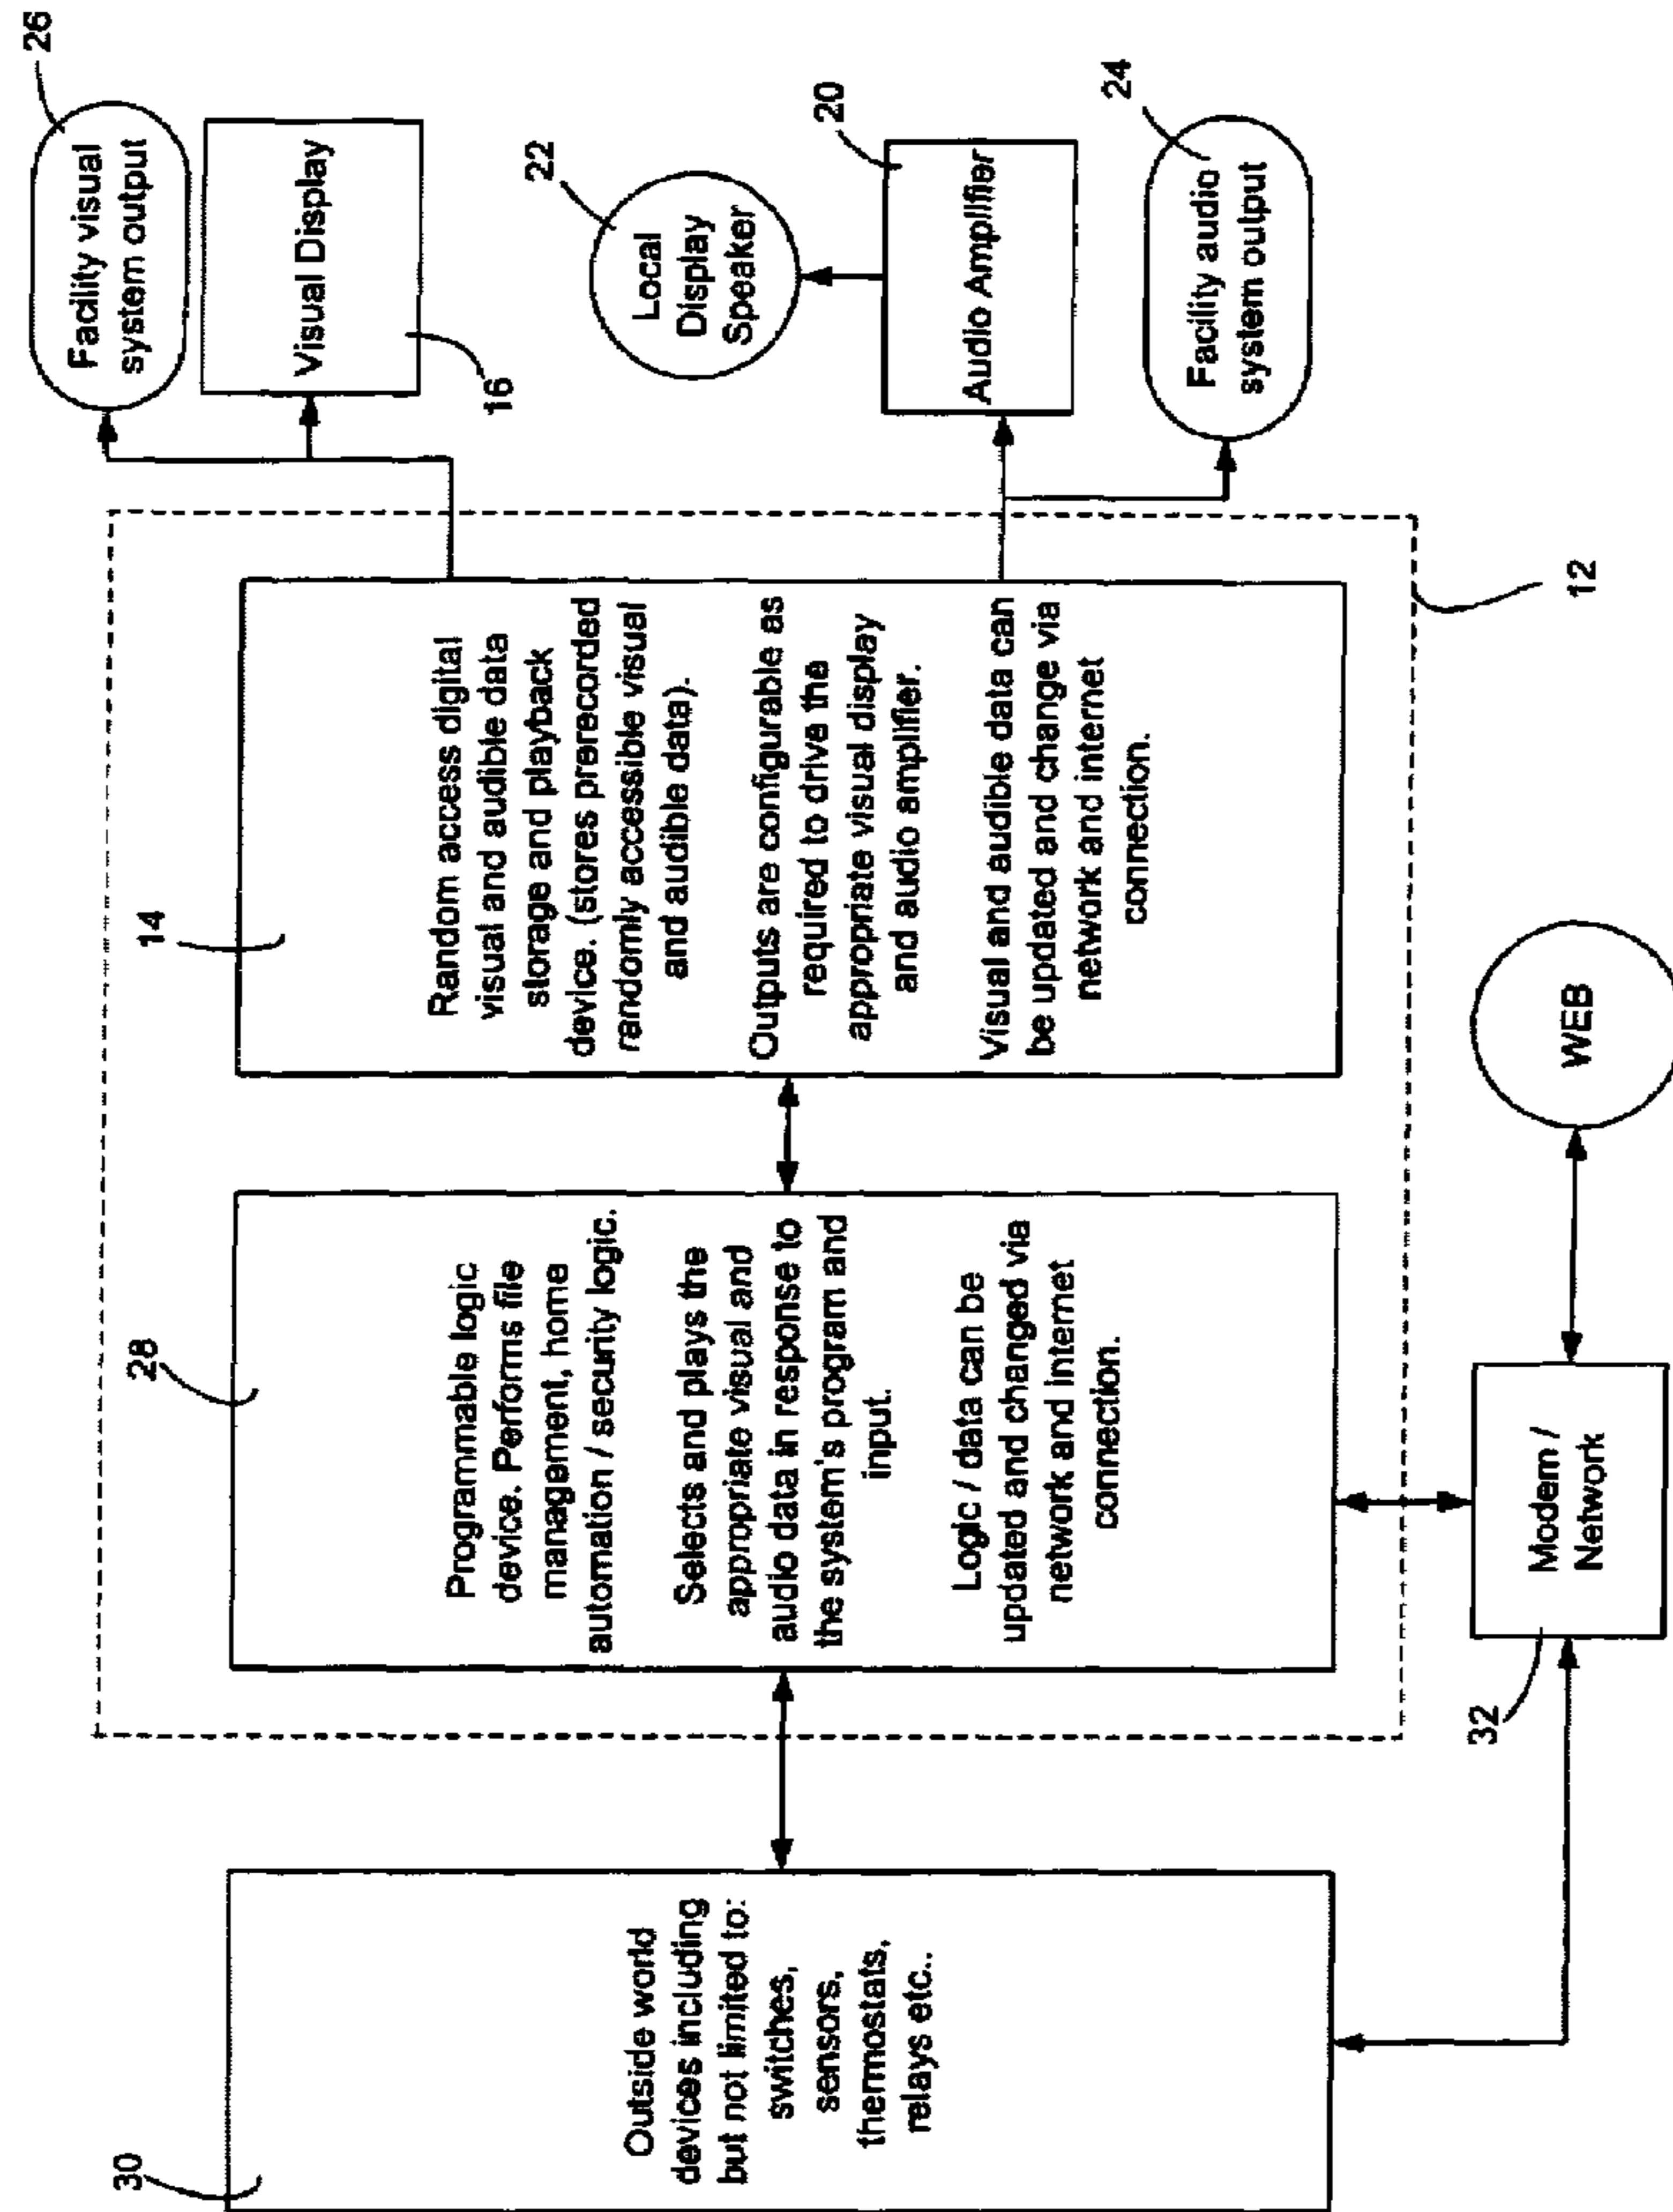 30
Outside world
devices including
but not limited to:
switches,
sensors,
themostats,
relays etc..
28
Programmable logic
device. Performs file
management, home
automation / security logic.
Selects and plays the
appropriate visual and
audio data in response to
the system's program and
input.
Logic / data can be
updated and changed via
network and internet
connection.
14
Random access digital
visual and audible data
storage and playback
device. (stores prerecorded
randomly accessible visual
and audible data).
Outputs are configurable as
required to drive the
appropriate visual display
and audio amplifier.
Visual and audible data can
be updated and change via
network and internet
connection.
26
Facility visual
system output
Visual Display
16
22
Local
Display
Speaker
20
Audio Amplifier
24
Facility audio
system output
12
32
Modem /
Network
WEB